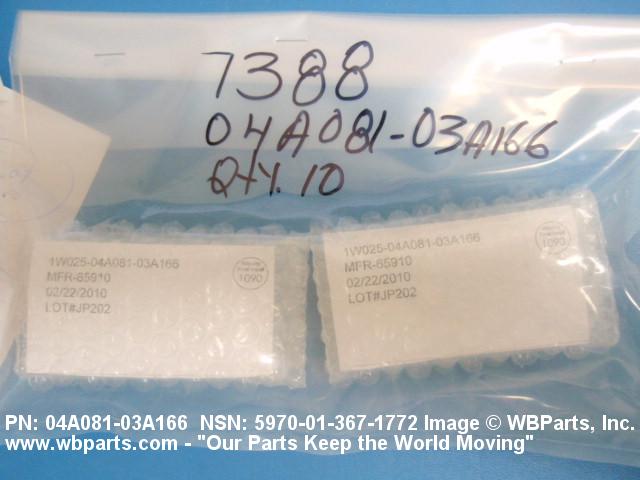 7388
04A081-03A166
Qty. 10
1W025-04A081-03A166
MFR-65910
02/22/2010
LOT#JP202
1090
1W025-04A081-03A166
MFR-65910
02/22/2010
LOT#JP202
1090
PN: 04A081-03A166 NSN: 5970-01-367-1772 Image © WBParts, Inc.
www.wbparts.com - "Our Parts Keep the World Moving"